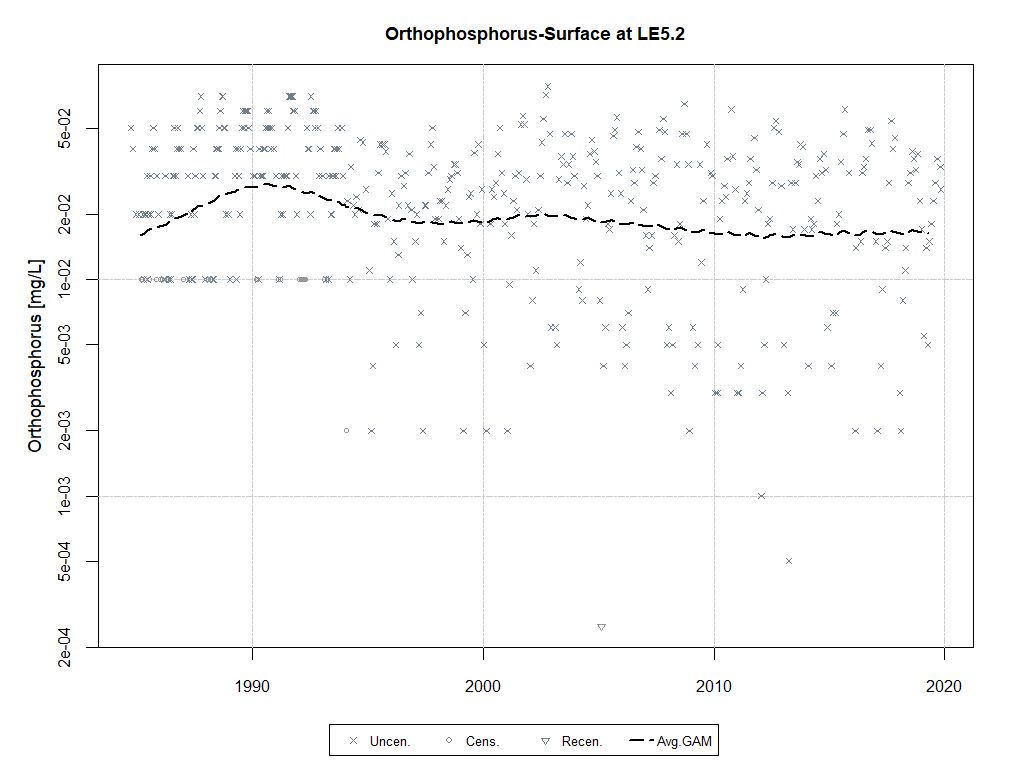 Orthophosphorus-Surface at LE5.2
Orthophosphorus [mg/L]
5e-02
2e-02
1e-02
5e-03
2e-03
1e-03
5e-04
2e-04
1990 2000 2010 2020
Uncen. Cens. Recen. Avg.GAM